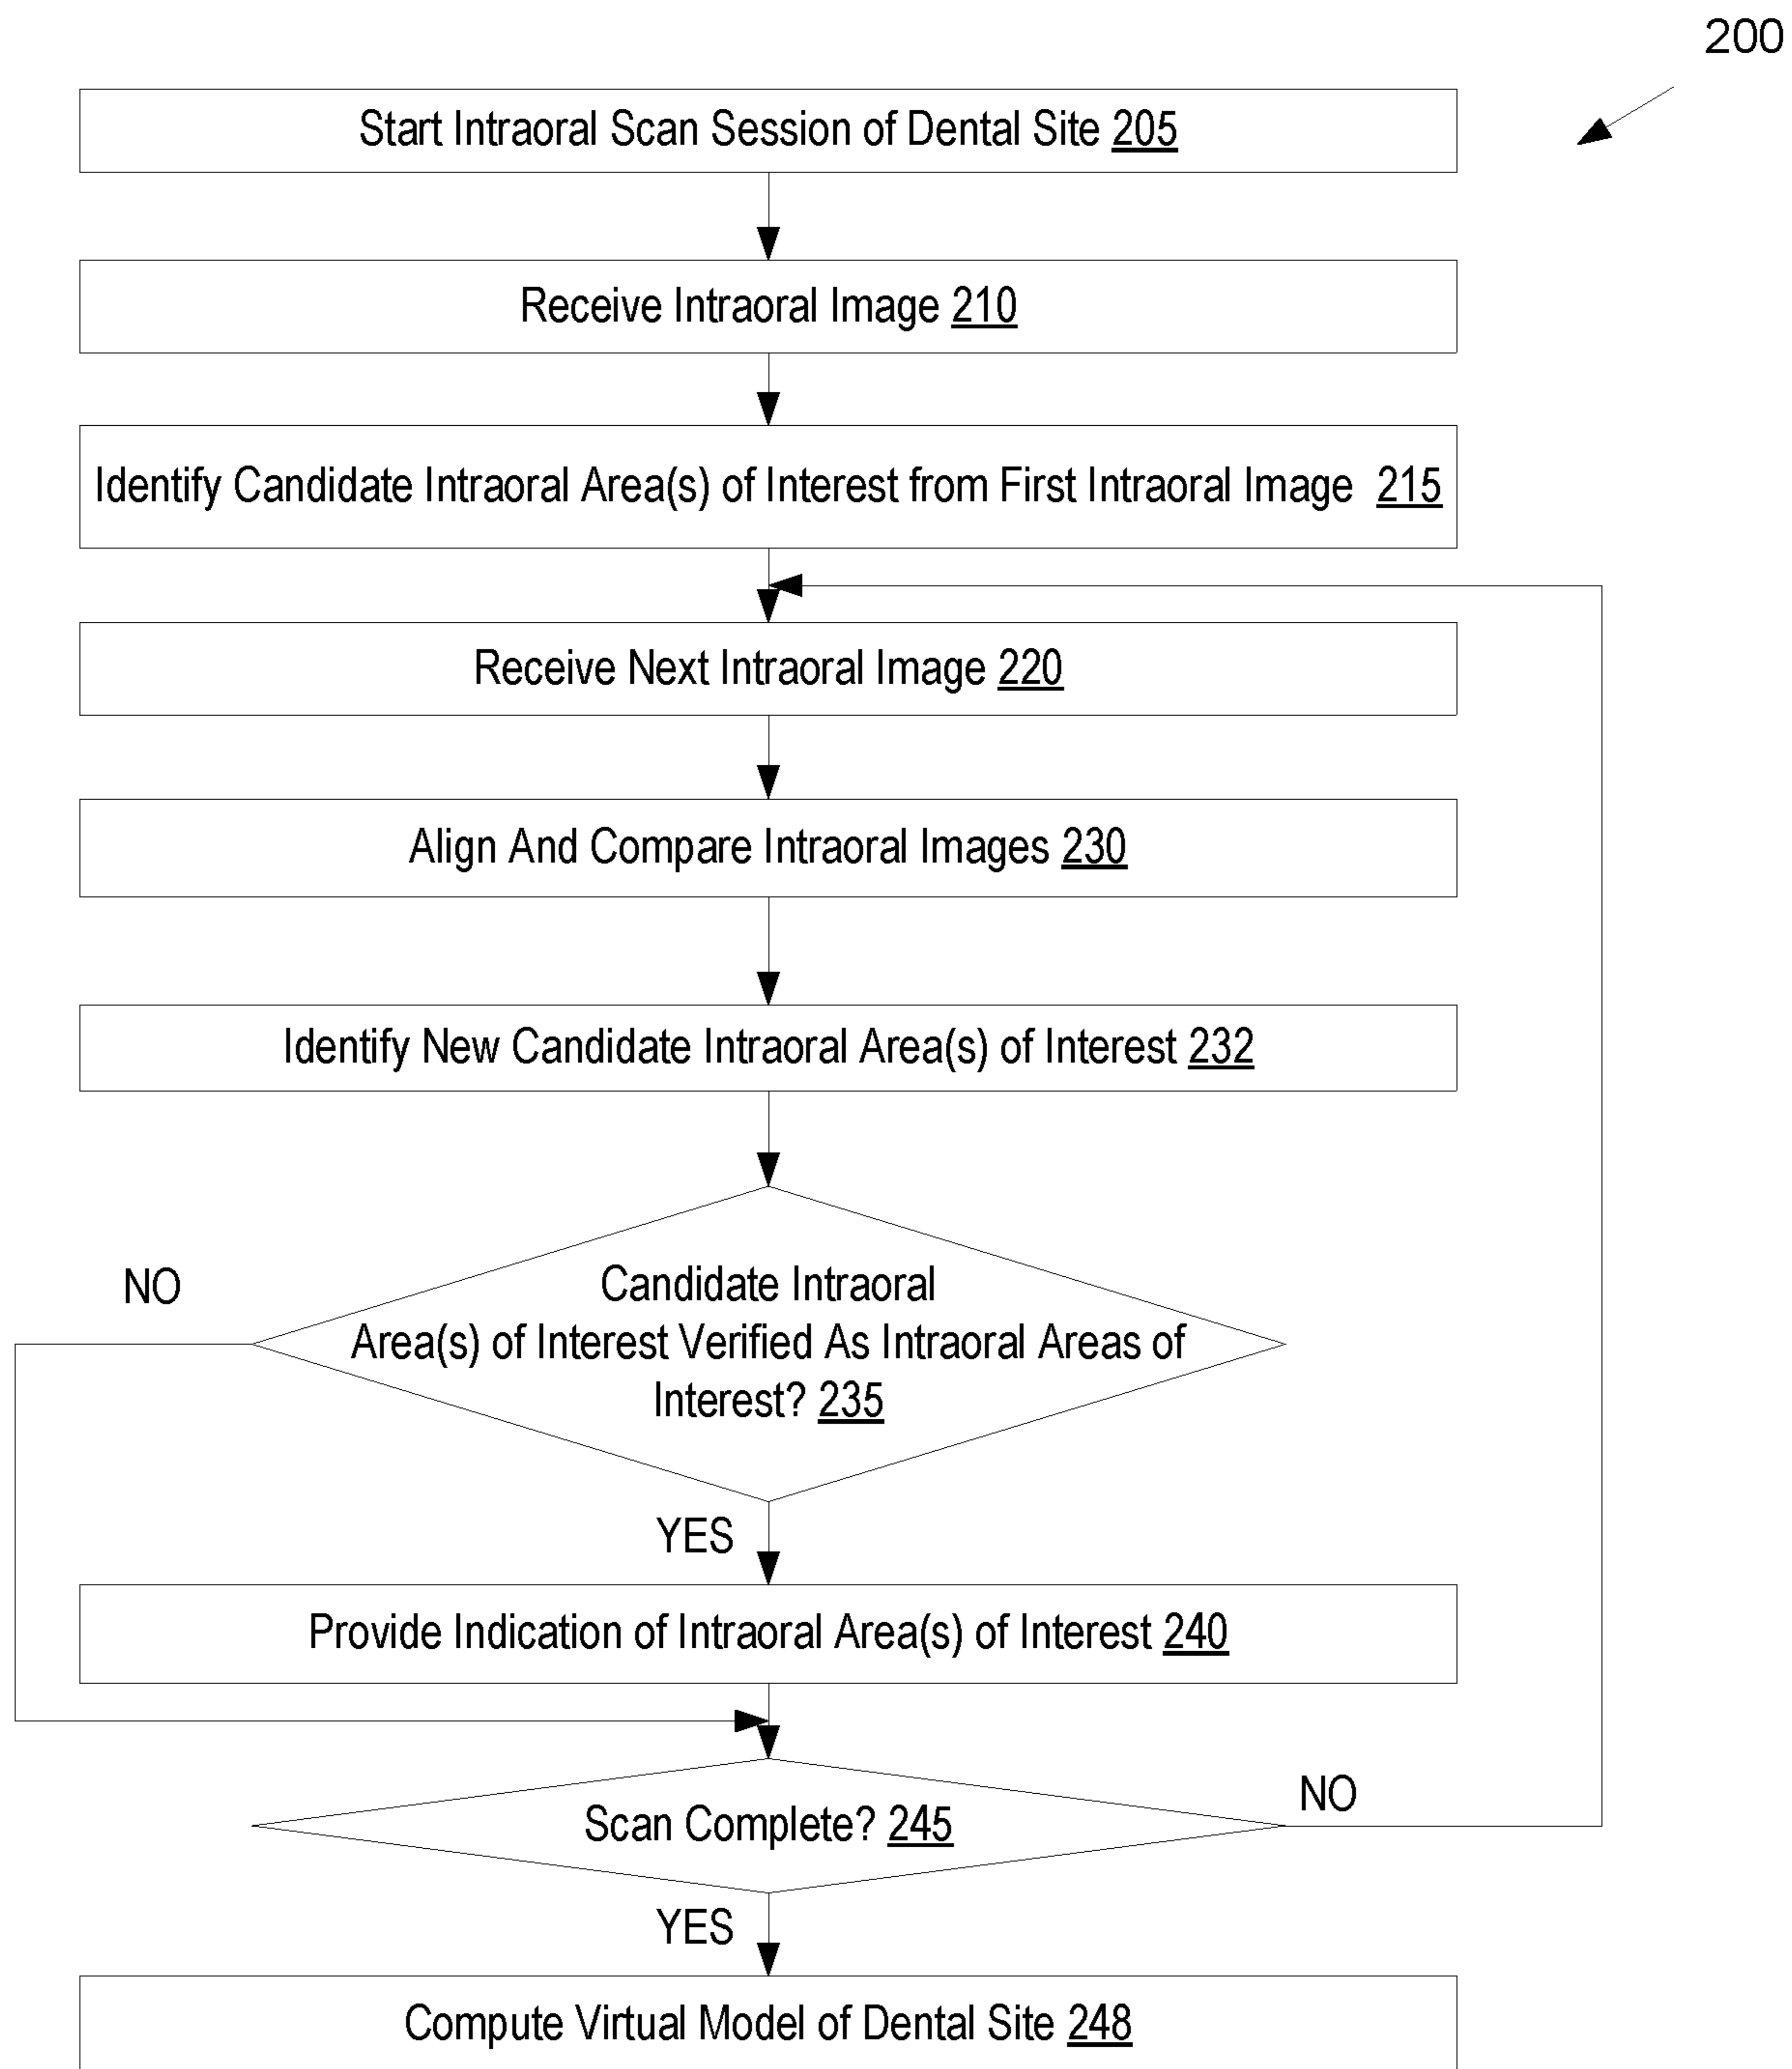 200
Start Intraoral Scan Session of Dental Site 205
Receive Intraoral Image 210
Identify Candidate Intraoral Area(s) of Interest from First Intraoral Image 215
Receive Next Intraoral Image 220
Align And Compare Intraoral Images 230
Identify New Candidate Intraoral Area(s) of Interest 232
NO
Candidate Intraoral
Area(s) of Interest Verified As Intraoral Areas of
Interest? 235
YES
Provide Indication of Intraoral Area(s) of Interest 240
NO
Scan Complete? 245
YES
Compute Virtual Model of Dental Site 248